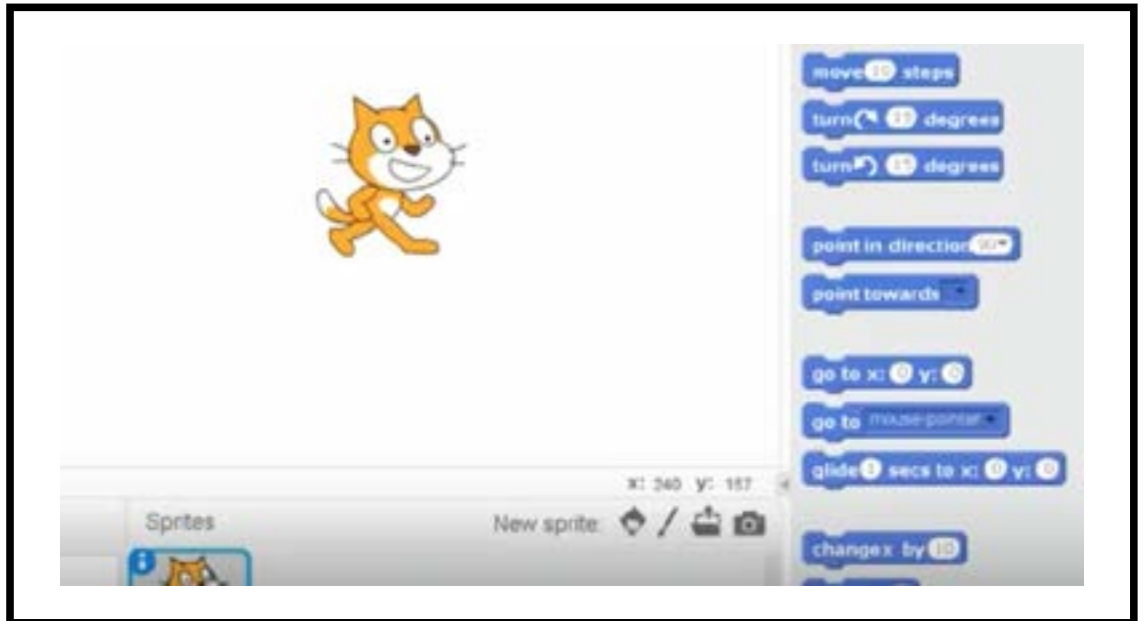 move 10 steps
turn 15 degrees
turn 15 degrees
point in direction 90
point towards
go to x: 0 y: 0
go to mouse-pointer
glide 1 secs to x: 0 y: 0
x: 240 y: 157
Sprites
New sprite:
change x by 10